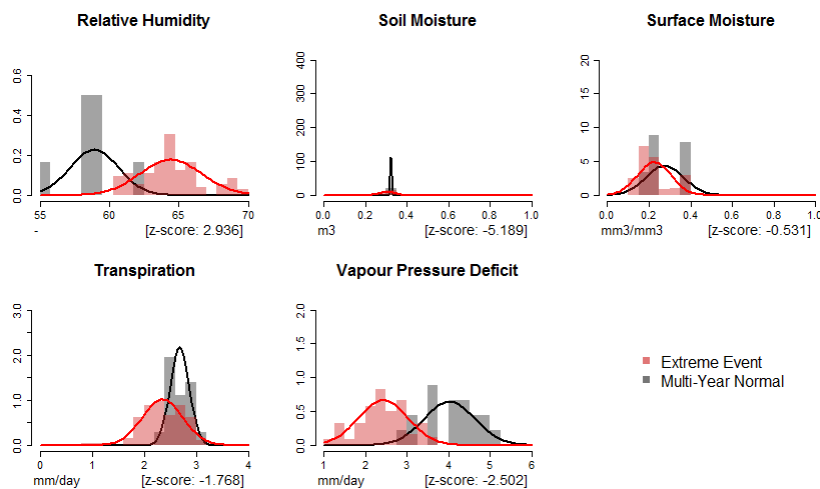 Relative Humidity
0.0 0.2 0.4 0.6
55 60 65 70
- [z-score: 2.936]
Soil Moisture
0 100 200 300 400
0.0 0.2 0.4 0.6 0.8 1.0
m3 [z-score: -5.189]
Surface Moisture
0 5 10 15 20
0.0 0.2 0.4 0.6 0.8 1.0
mm3/mm3 [z-score: -0.531]
Transpiration
0.0 1.0 2.0 3.0
0 1 2 3 4
mm/day [z-score: -1.768]
Vapour Pressure Deficit
0.0 0.5 1.0 1.5 2.0
1 2 3 4 5 6
mm/day [z-score: -2.502]
Extreme Event
Multi-Year Normal